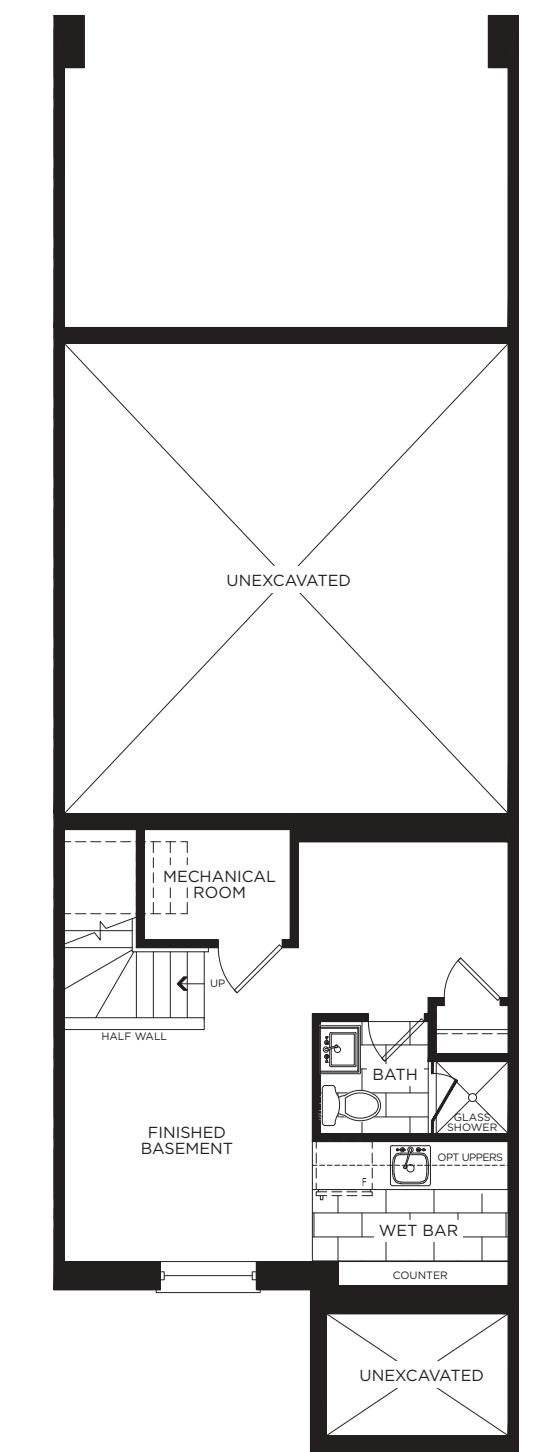 UNEXCAVATED
MECHANICAL
ROOM
UP
HALF WALL
BATH
GLASS
SHOWER
FINISHED
BASEMENT
OPT UPPERS
F
WET BAR
COUNTER
UNEXCAVATED